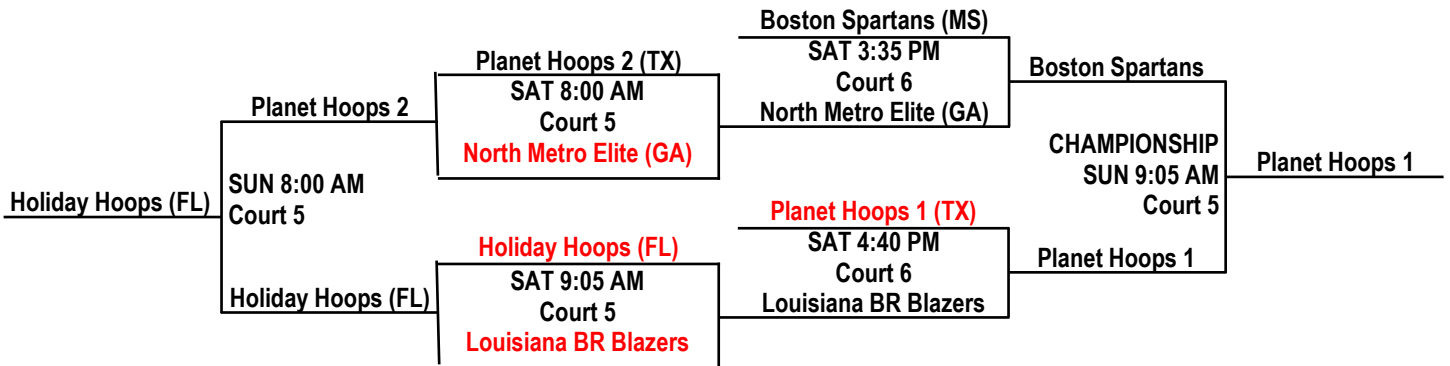 Boston Spartans (MS)
SAT 3:35 PM
Court 6
North Metro Elite (GA)
Boston Spartans
Planet Hoops 2 (TX)
SAT 8:00 AM
Court 5
North Metro Elite (GA)
Planet Hoops 2
CHAMPIONSHIP
SUN 9:05 AM
Court 5
Planet Hoops 1
SUN 8:00 AM
Court 5
Holiday Hoops (FL)
Planet Hoops 1 (TX)
SAT 4:40 PM
Court 6
Louisiana BR Blazers
Planet Hoops 1
Holiday Hoops (FL)
SAT 9:05 AM
Court 5
Louisiana BR Blazers
Holiday Hoops (FL)